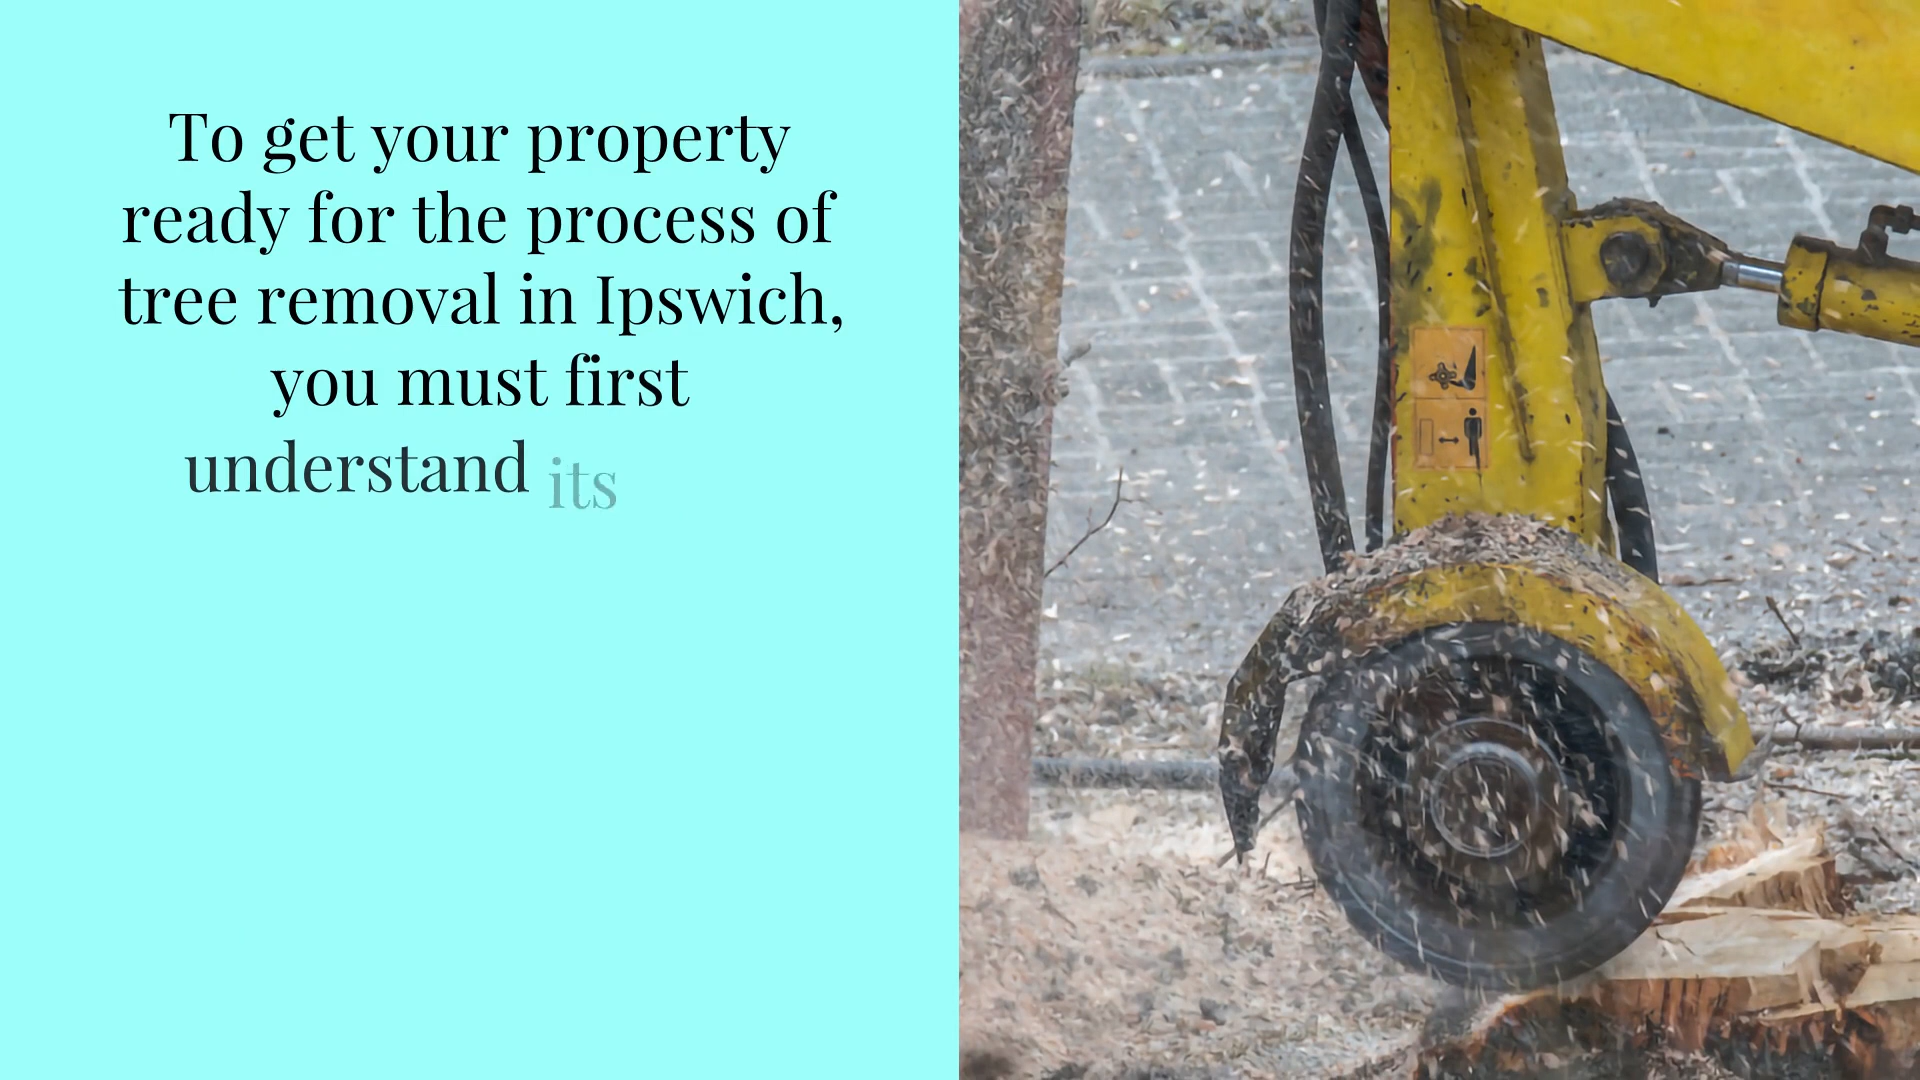 To get your property
ready for the process of
tree removal in Ipswich,
you must first
understand its